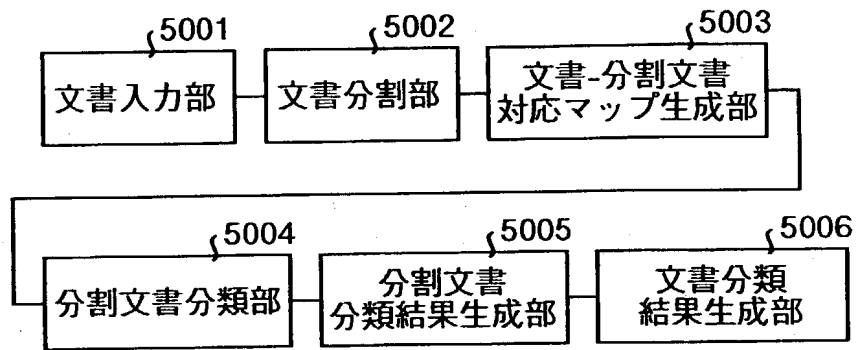 5001
文書入力部
5002
文書分割部
5003
文書-分割文書
対応マップ生成部
5004
分割文書分類部
5005
分割文書
分類結果生成部
5006
文書分類
結果生成部